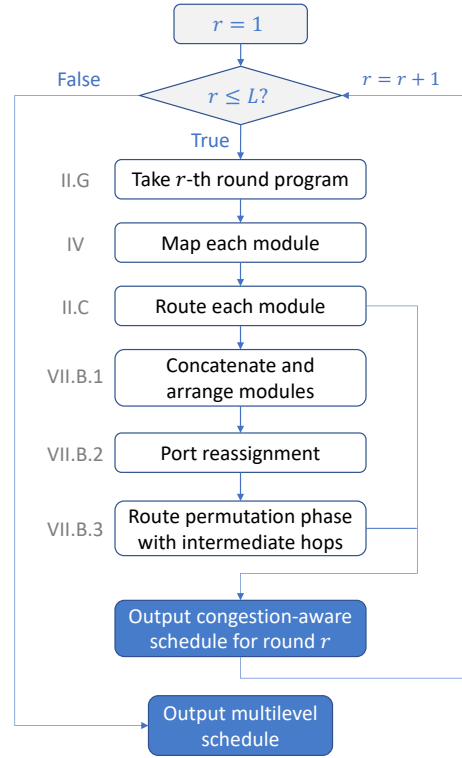 r = 1
False
r = r + 1
r ≤ L?
True
II.G
Take r-th round program
IV
Map each module
II.C
Route each module
VII.B.1
Concatenate and
arrange modules
VII.B.2
Port reassignment
VII.B.3
Route permutation phase
with intermediate hops
Output congestion-aware
schedule for round r
Output multilevel
schedule